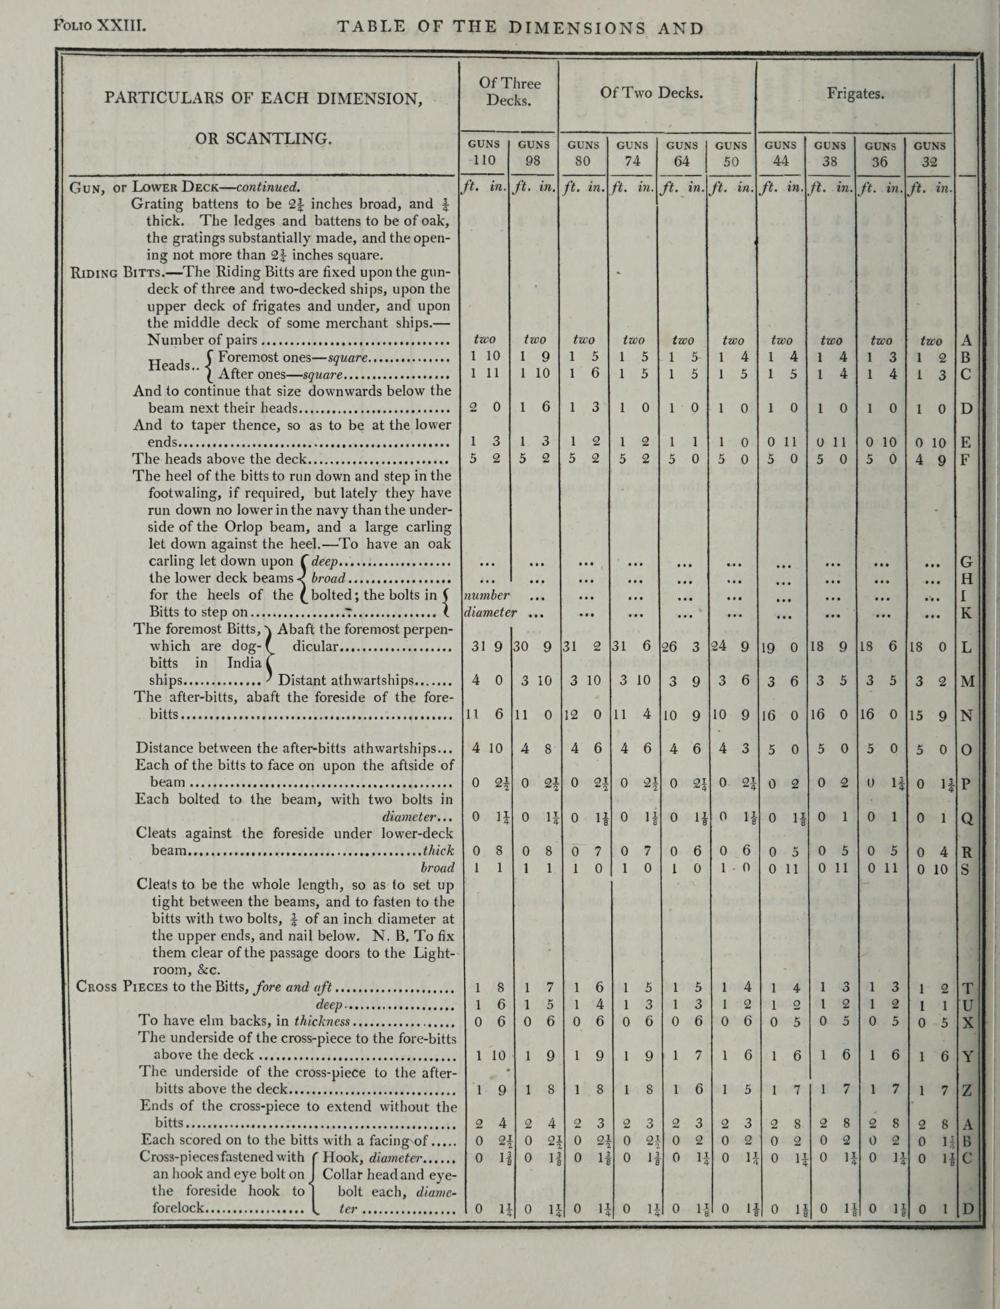 Folio XXIII. TABLE OF THE DIMENSIONS AND
PARTICULARS OF EACH DIMENSION, OR SCANTLING.
Of Three Decks. Of Two Decks. Frigates.
GUNS GUNS GUNS GUNS GUNS GUNS GUNS GUNS GUNS GUNS
110 98 80 74 64 50 44 38 36 32
Gun, or Lower Deck—continued. ft. in. ft. in. ft. in. ft. in. ft. in. ft. in. ft. in. ft. in. ft. in. ft. in.
Grating battens to be 2¾ inches broad, and ¾
thick. The ledges and battens to be of oak,
the gratings substantially made, and the open-
ing not more than 2¾ inches square.
Riding Bitts.—The Riding Bitts are fixed upon the gun-
deck of three and two-decked ships, upon the
upper deck of frigates and under, and upon
the middle deck of some merchant ships.—
Number of pairs two two two two two two two two two two A
Heads.. { Foremost ones—square 1 10 1 9 1 5 1 5 1 5 1 4 1 4 1 4 1 3 1 2 B
After ones—square 1 11 1 10 1 6 1 5 1 5 1 5 1 5 1 4 1 4 1 3 C
And to continue that size downwards below the
beam next their heads 2 0 1 6 1 3 1 0 1 0 1 0 1 0 1 0 1 0 1 0 D
And to taper thence, so as to be at the lower
ends 1 3 1 3 1 2 1 2 1 1 1 0 0 11 0 11 0 10 0 10 E
The heads above the deck 5 2 5 2 5 2 5 2 5 0 5 0 5 0 5 0 5 0 4 9 F
The heel of the bitts to run down and step in the
footwaling, if required, but lately they have
run down no lower in the navy than the under-
side of the Orlop beam, and a large carling
let down against the heel.—To have an oak
carling let down upon { deep ... ... ... ... ... ... ... ... ... ... G
the lower deck beams { broad ... ... ... ... ... ... ... ... ... ... H
for the heels of the { bolted; the bolts in { number ... ... ... ... ... ... ... ... ... I
Bitts to step on { diameter ... ... ... ... ... ... ... ... ... K
The foremost Bitts, } Abaft the foremost perpen-
which are dog- } dicular 31 9 30 9 31 2 31 6 26 3 24 9 19 0 18 9 18 6 18 0 L
bitts in India
ships } Distant athwartships 4 0 3 10 3 10 3 10 3 9 3 6 3 6 3 5 3 5 3 2 M
The after-bitts, abaft the foreside of the fore-
bitts 11 6 11 0 12 0 11 4 10 9 10 9 16 0 16 0 16 0 15 9 N
Distance between the after-bitts athwartships... 4 10 4 8 4 6 4 6 4 6 4 3 5 0 5 0 5 0 5 0 O
Each of the bitts to face on upon the aftside of
beam 0 2½ 0 2½ 0 2½ 0 2½ 0 2¼ 0 2¼ 0 2 0 2 0 1¾ 0 1¾ P
Each bolted to the beam, with two bolts in
diameter... 0 1¼ 0 1¼ 0 1⅛ 0 1⅛ 0 1⅛ 0 1⅛ 0 1⅛ 0 1 0 1 0 1 Q
Cleats against the foreside under lower-deck
beam thick 0 8 0 8 0 7 0 7 0 6 0 6 0 5 0 5 0 5 0 4 R
broad 1 1 1 1 1 0 1 0 1 0 1 0 0 11 0 11 0 11 0 10 S
Cleats to be the whole length, so as to set up
tight between the beams, and to fasten to the
bitts with two bolts, ¾ of an inch diameter at
the upper ends, and nail below. N. B. To fix
them clear of the passage doors to the Light-
room, &c.
Cross Pieces to the Bitts, fore and aft 1 8 1 7 1 6 1 5 1 5 1 4 1 4 1 3 1 3 1 2 T
deep 1 6 1 5 1 4 1 3 1 3 1 2 1 2 1 2 1 2 1 1 U
To have elm backs, in thickness 0 6 0 6 0 6 0 6 0 6 0 6 0 5 0 5 0 5 0 5 X
The underside of the cross-piece to the fore-bitts
above the deck 1 10 1 9 1 9 1 9 1 7 1 6 1 6 1 6 1 6 1 6 Y
The underside of the cross-piece to the after-
bitts above the deck 1 9 1 8 1 8 1 8 1 6 1 5 1 7 1 7 1 7 1 7 Z
Ends of the cross-piece to extend without the
bitts 2 4 2 4 2 3 2 3 2 3 2 3 2 8 2 8 2 8 2 8 A
Each scored on to the bitts with a facing of ..... 0 2½ 0 2½ 0 2½ 0 2½ 0 2 0 2 0 2 0 2 0 2 0 B
Cross-pieces fastened with { Hook, diameter 0 1⅜ 0 1⅜ 0 1⅜ 0 1⅜ 0 1¼ 0 1¼ 0 1¼ 0 1¼ 0 1¼ 0 1⅛ C
an hook and eye bolt on { Collar head and eye-
the foreside hook to } bolt each, diame-
forelock { ter 0 1¼ 0 1¼ 0 1¼ 0 1¼ 0 1⅛ 0 1⅛ 0 1⅛ 0 1⅛ 0 1⅛ 0 1 D